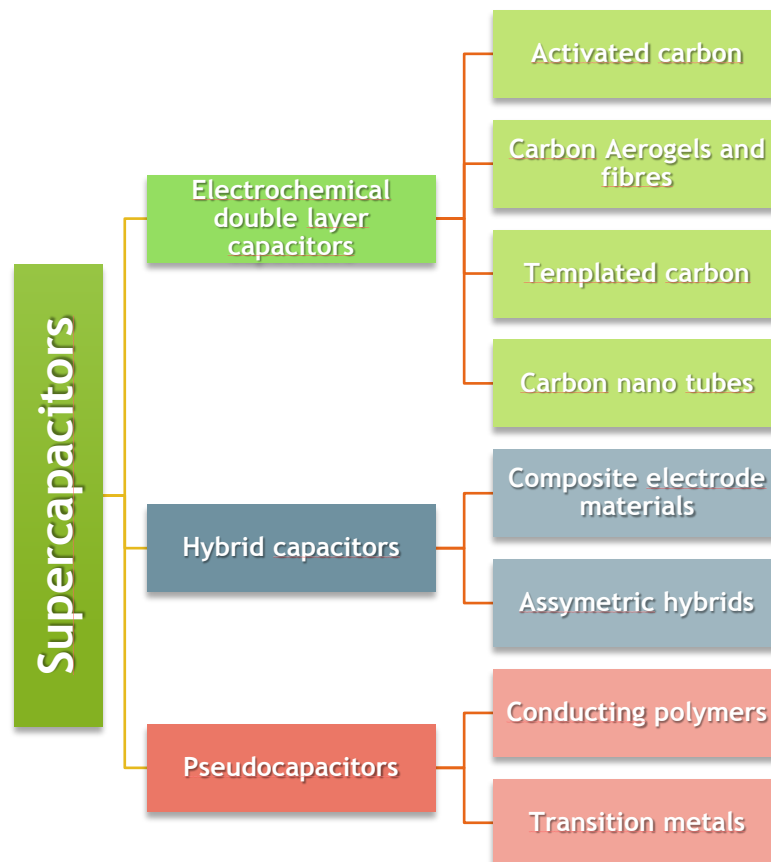 Supercapacitors
Electrochemical
double layer
capacitors
Activated carbon
Carbon Aerogels and
fibres
Templated carbon
Carbon nano tubes
Hybrid capacitors
Composite electrode
materials
Assymetric hybrids
Pseudocapacitors
Conducting polymers
Transition metals